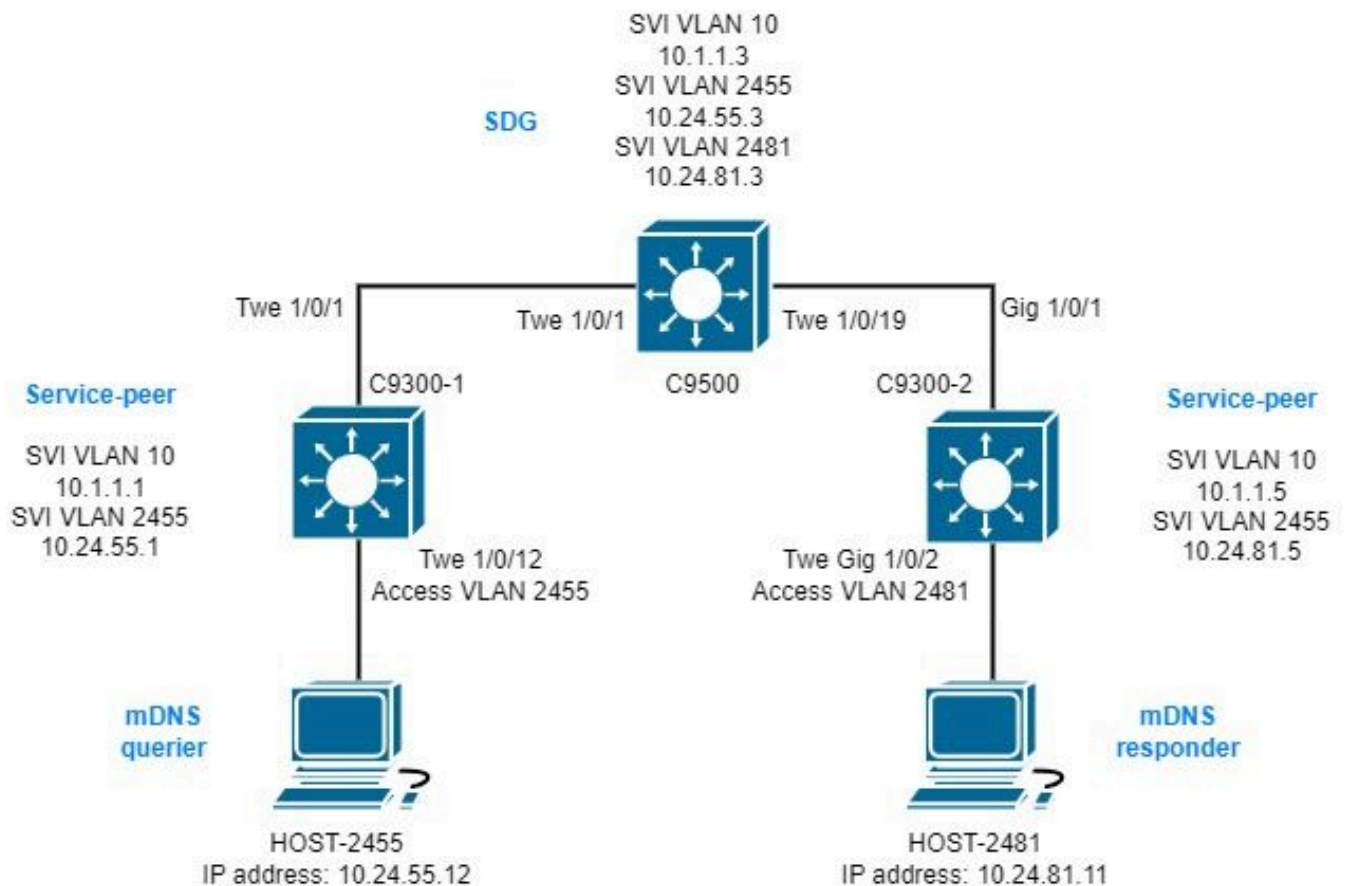 SVI VLAN 10
10.1.1.3
SVI VLAN 2455
10.24.55.3
SVI VLAN 2481
10.24.81.3
SDG
Twe 1/0/1
Twe 1/0/1
Twe 1/0/19
Gig 1/0/1
C9300-1
C9500
C9300-2
Service-peer
SVI VLAN 10
10.1.1.1
SVI VLAN 2455
10.24.55.1
Service-peer
SVI VLAN 10
10.1.1.5
SVI VLAN 2455
10.24.81.5
Twe 1/0/12
Access VLAN 2455
Twe Gig 1/0/2
Access VLAN 2481
mDNS
querier
mDNS
responder
HOST-2455
IP address: 10.24.55.12
HOST-2481
IP address: 10.24.81.11